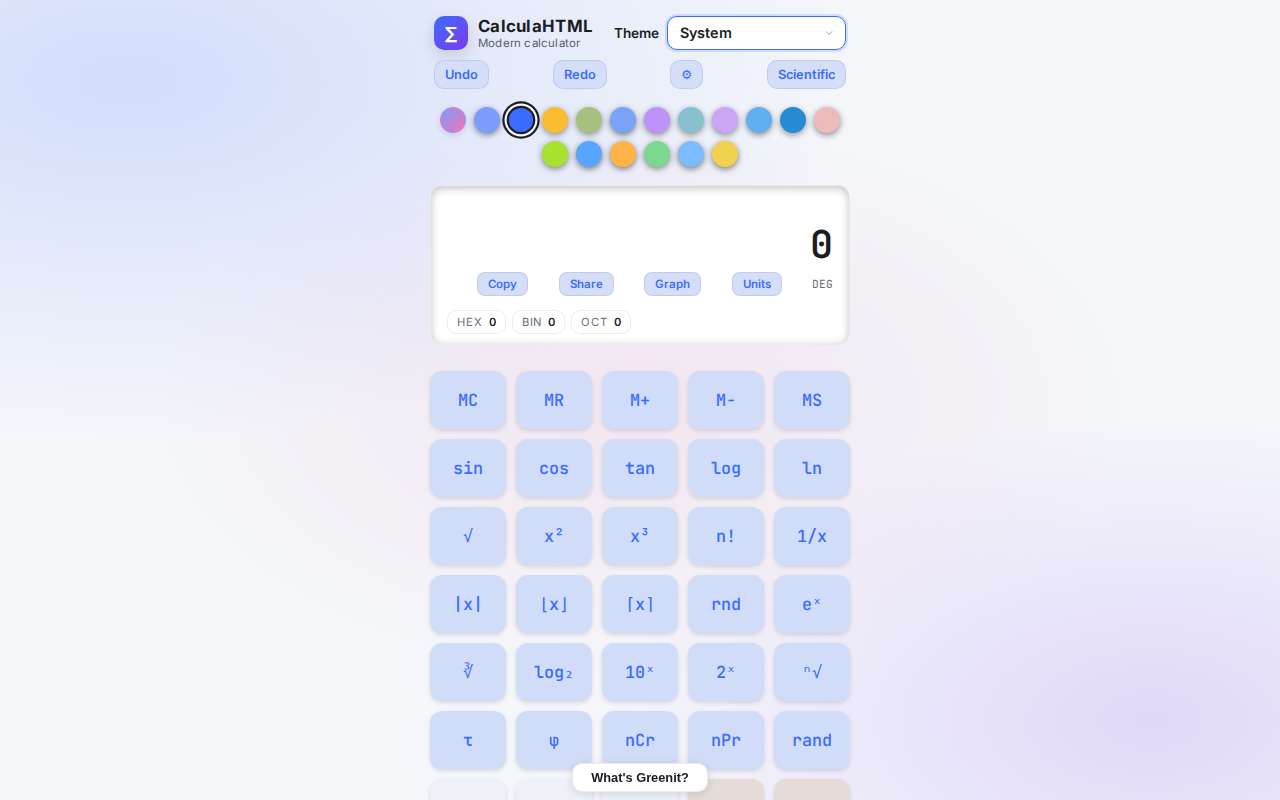 ∑ CalculaHTML Theme System
Modern calculator
Undo Redo ⚙ Scientific
0
Copy Share Graph Units DEG
HEX 0 BIN 0 OCT 0
MC MR M+ M- MS
sin cos tan log ln
√ x² x³ n! 1/x
|x| ⌊x⌋ ⌈x⌉ rnd eˣ
∛ log₂ 10ˣ 2ˣ ⁿ√
τ φ nCr nPr rand
What's Greenit?